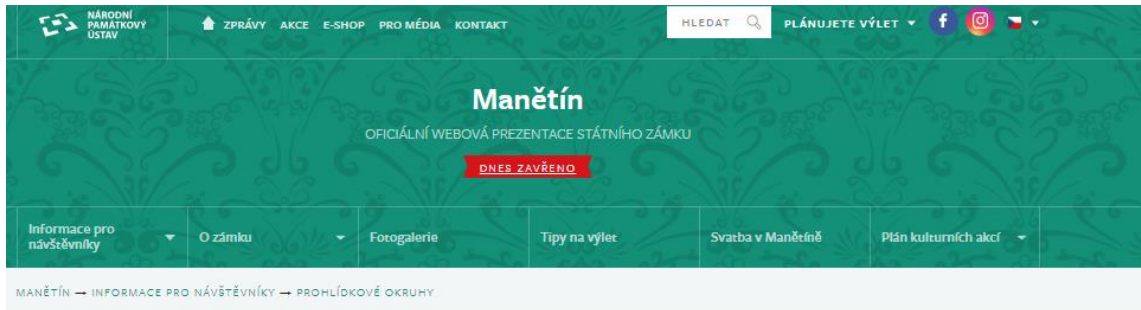 NÁRODNÍ
PAMÁTKOVÝ
ÚSTAV
ZPRÁVY AKCE E-SHOP PRO MÉDIA KONTAKT
HLEDAT
PLÁNUJETE VÝLET
Manětín
OFICIÁLNÍ WEBOVÁ PREZENTACE STÁTNÍHO ZÁMKU
DNES ZAVŘENO
Informace pro
návštěvníky
O zámku
Fotogalerie
Tipy na výlet
Svatba v Manětíně
Plán kulturních akcí
MANĚTÍN → INFORMACE PRO NÁVŠTĚVNÍKY → PROHLÍDKOVÉ OKRUHY